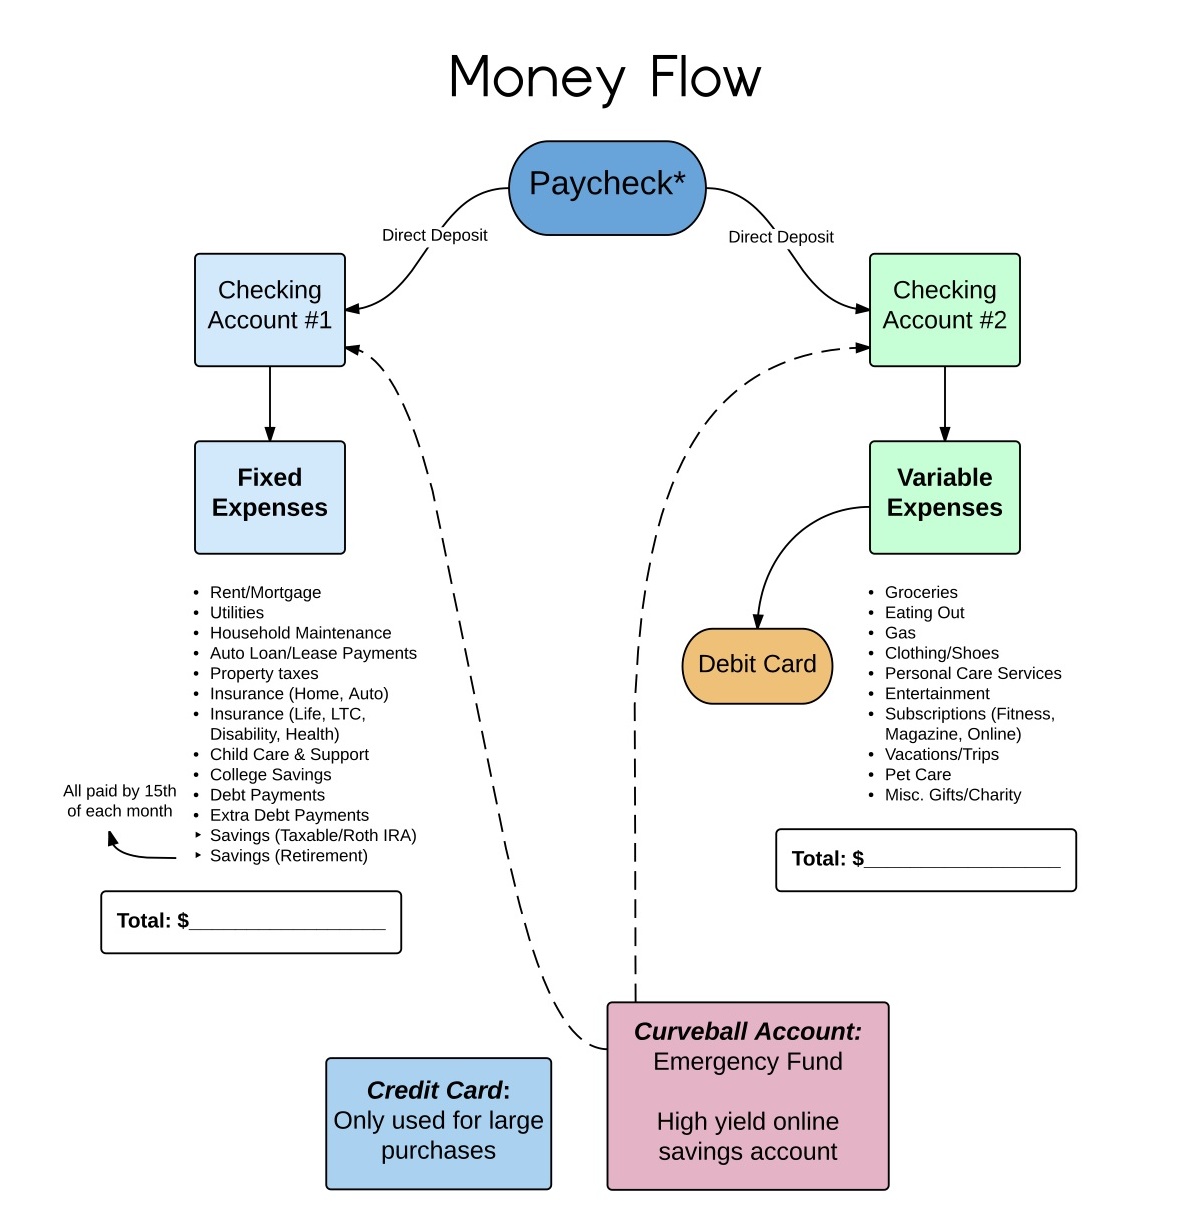 Money Flow
Paycheck*
Direct Deposit
Direct Deposit
Checking
Account #1
Checking
Account #2
Fixed
Expenses
Variable
Expenses
• Rent/Mortgage
• Utilities
• Household Maintenance
• Auto Loan/Lease Payments
• Property taxes
• Insurance (Home, Auto)
• Insurance (Life, LTC,
Disability, Health)
• Child Care & Support
• College Savings
• Debt Payments
• Extra Debt Payments
‣ Savings (Taxable/Roth IRA)
‣ Savings (Retirement)
All paid by 15th
of each month
Total: $_________________
Debit Card
• Groceries
• Eating Out
• Gas
• Clothing/Shoes
• Personal Care Services
• Entertainment
• Subscriptions (Fitness,
Magazine, Online)
• Vacations/Trips
• Pet Care
• Misc. Gifts/Charity
Total: $_________________
Credit Card:
Only used for large
purchases
Curveball Account:
Emergency Fund
High yield online
savings account